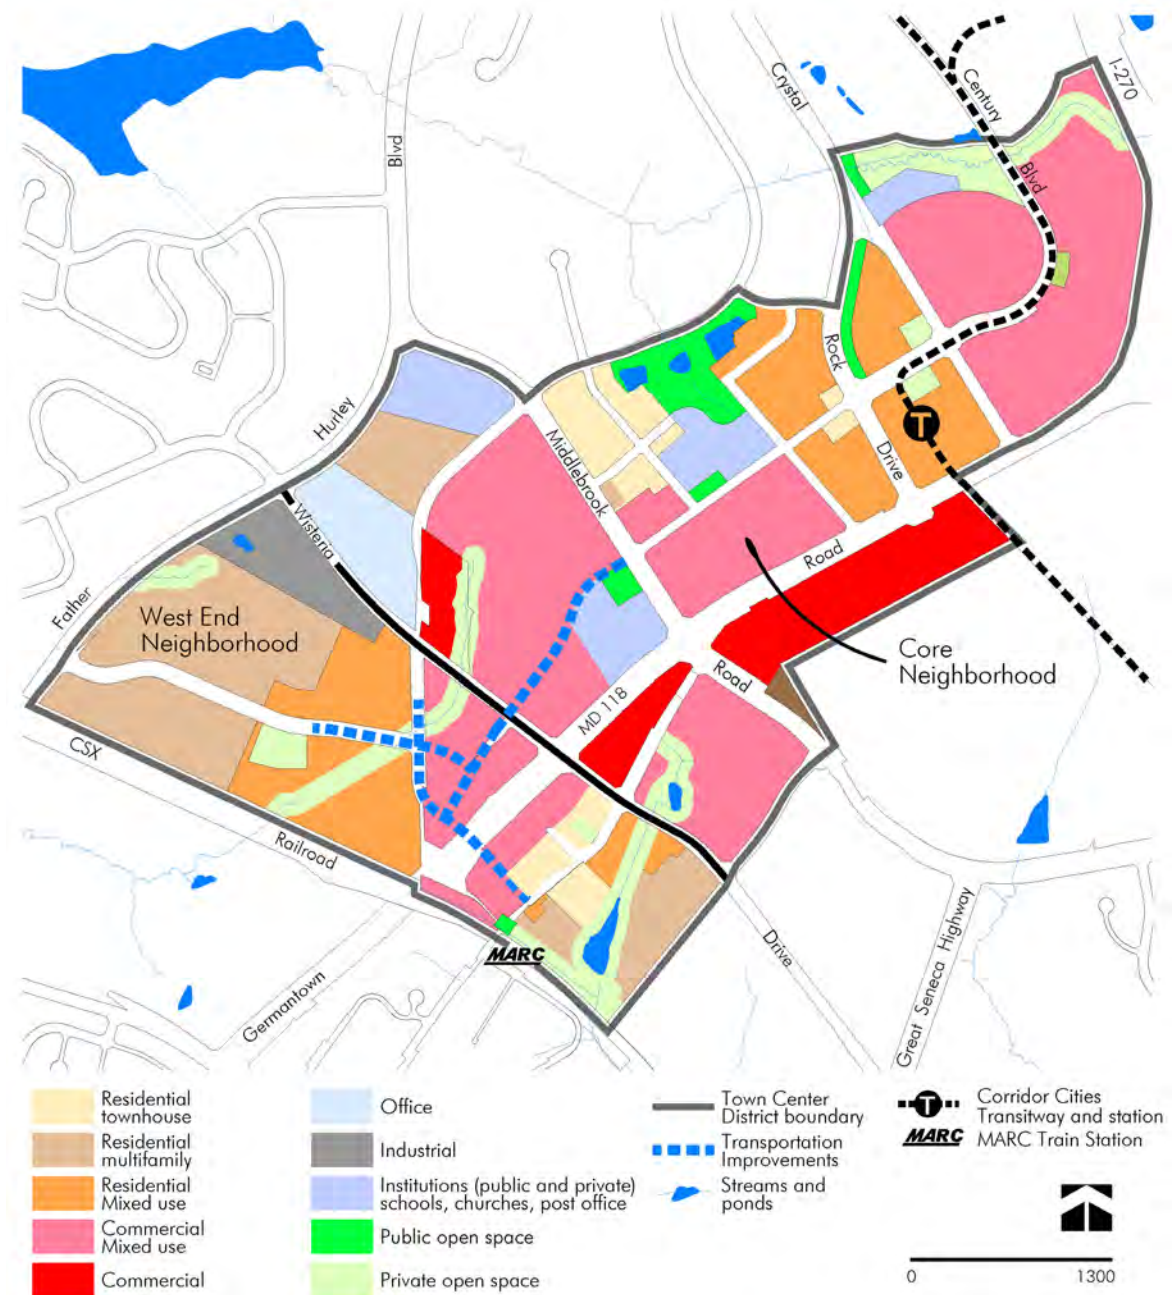 I-270
Century
Blvd
Crystal
Blvd
Rock
Drive
Hurley
Middlebrook
Wisteria
Road
Father
West End
Neighborhood
Core
Neighborhood
Road
MD 118
CSX
Railroad
MARC
Drive
Germantown
Great Seneca Highway
Residential
townhouse
Residential
multifamily
Residential
Mixed use
Commercial
Mixed use
Commercial
Office
Industrial
Institutions (public and private)
schools, churches, post office
Public open space
Private open space
Town Center
District boundary
Transportation
Improvements
Streams and
ponds
T
Corridor Cities
Transitway and station
MARC
MARC Train Station
T
0
1300